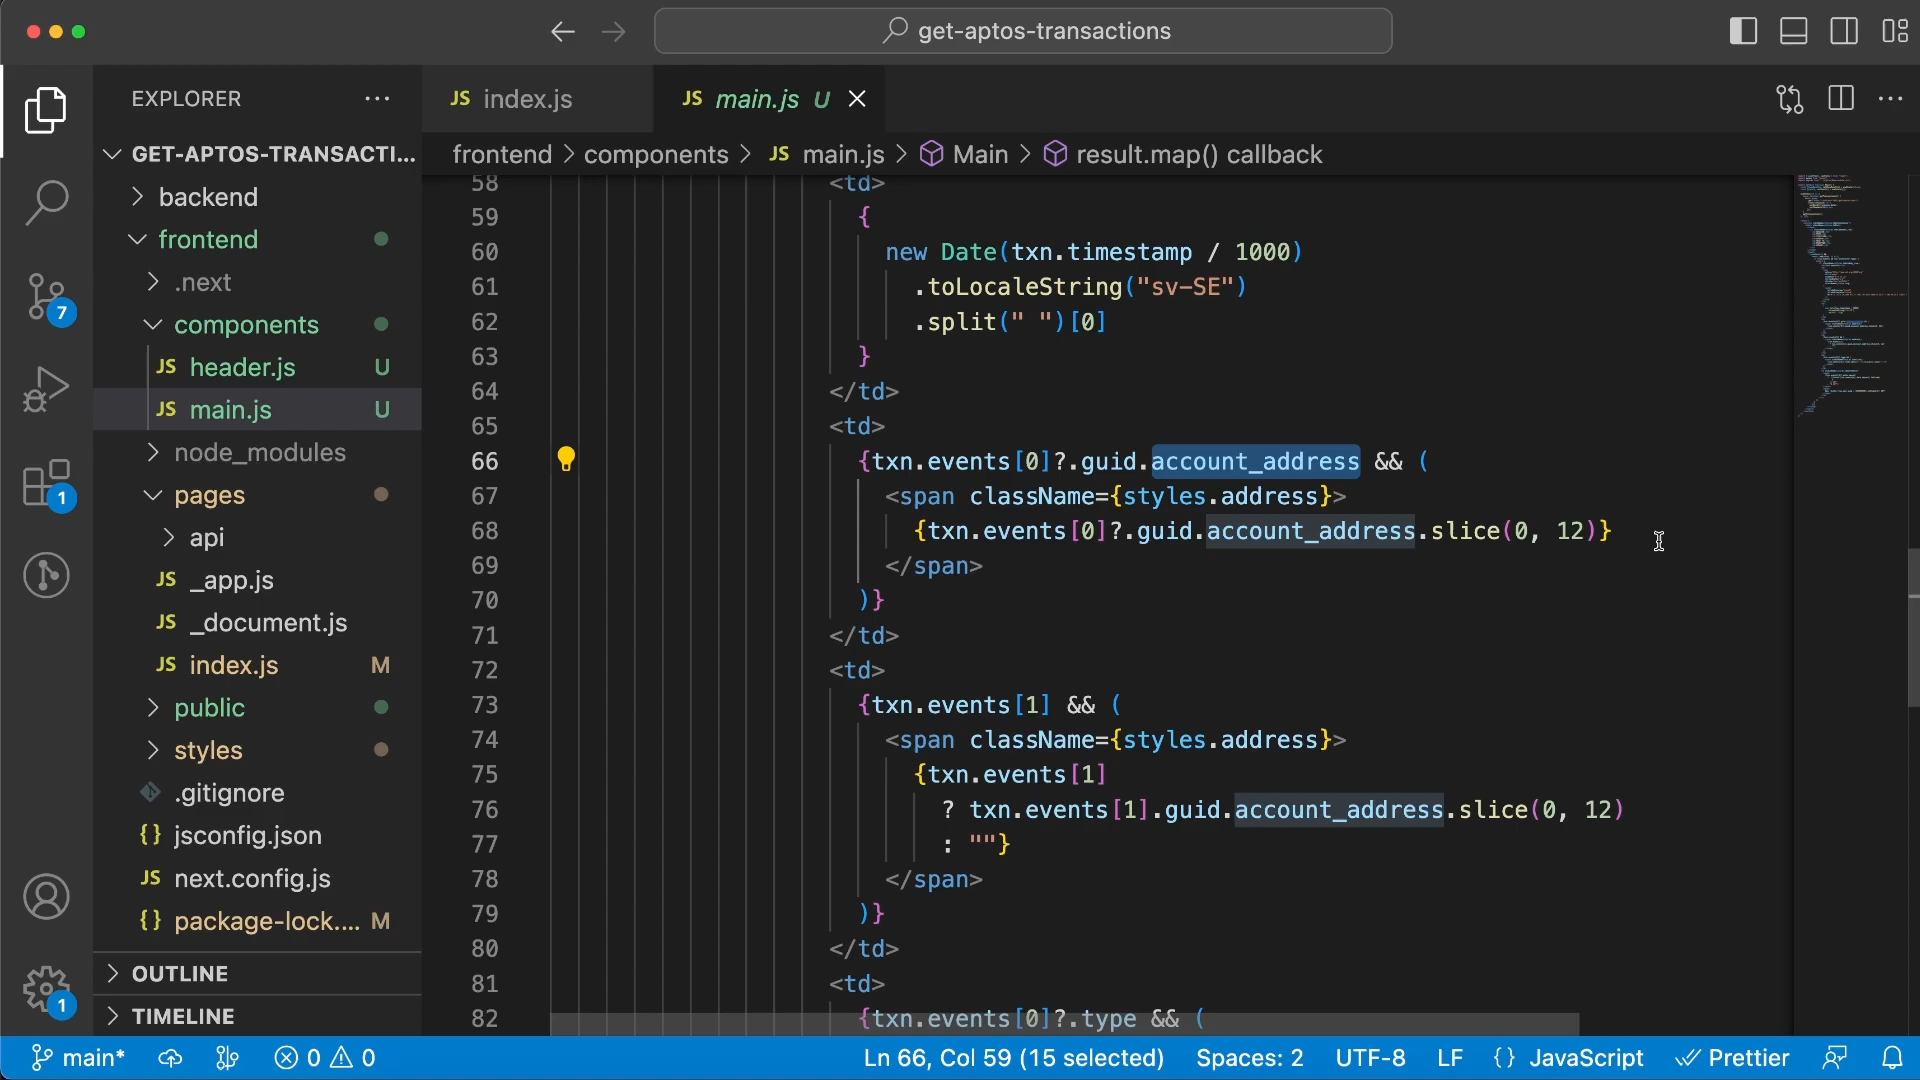 get-aptos-transactions
EXPLORER
JS index.js
JS main.js U
GET-APTOS-TRANSACTI...
frontend > components > JS main.js > Main > result.map() callback
backend
frontend
.next
components
JS header.js U
JS main.js U
node_modules
pages
api
JS _app.js
JS _document.js
JS index.js M
public
styles
.gitignore
{} jsconfig.json
JS next.config.js
{} package-lock.... M
OUTLINE
TIMELINE
7
1
1
58 <td>
59 {
60 new Date(txn.timestamp / 1000)
61 .toLocaleString("sv-SE")
62 .split(" ")[0]
63 }
64 </td>
65 <td>
66 {txn.events[0]?.guid.account_address && (
67 <span className={styles.address}>
68 {txn.events[0]?.guid.account_address.slice(0, 12)}
69 </span>
70 )}
71 </td>
72 <td>
73 {txn.events[1] && (
74 <span className={styles.address}>
75 {txn.events[1]
76 ? txn.events[1].guid.account_address.slice(0, 12)
77 : ""}
78 </span>
79 )}
80 </td>
81 <td>
82 {txn.events[0]?.type && (
main* 0 0 Ln 66, Col 59 (15 selected) Spaces: 2 UTF-8 LF {} JavaScript Prettier